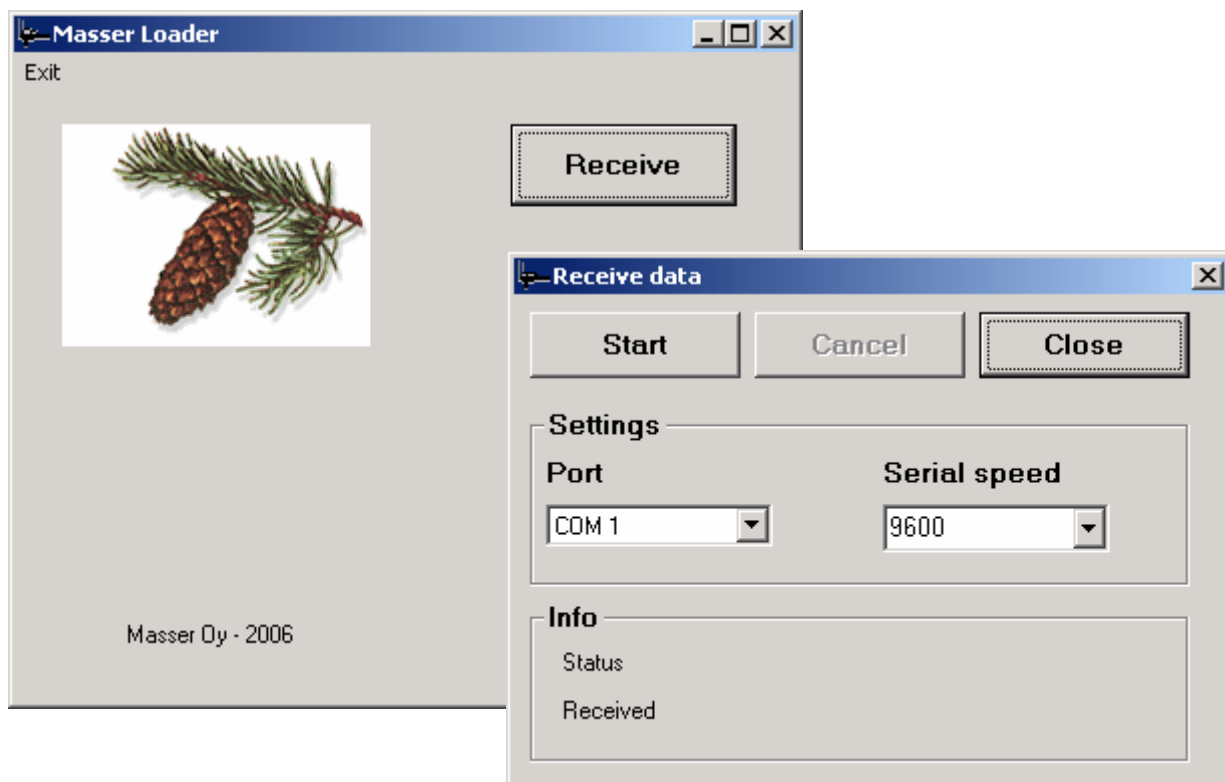 Masser Loader
Exit
Receive
Masser Oy - 2006
Receive data
Start Cancel Close
Settings
Port Serial speed
COM 1 9600
Info
Status
Received